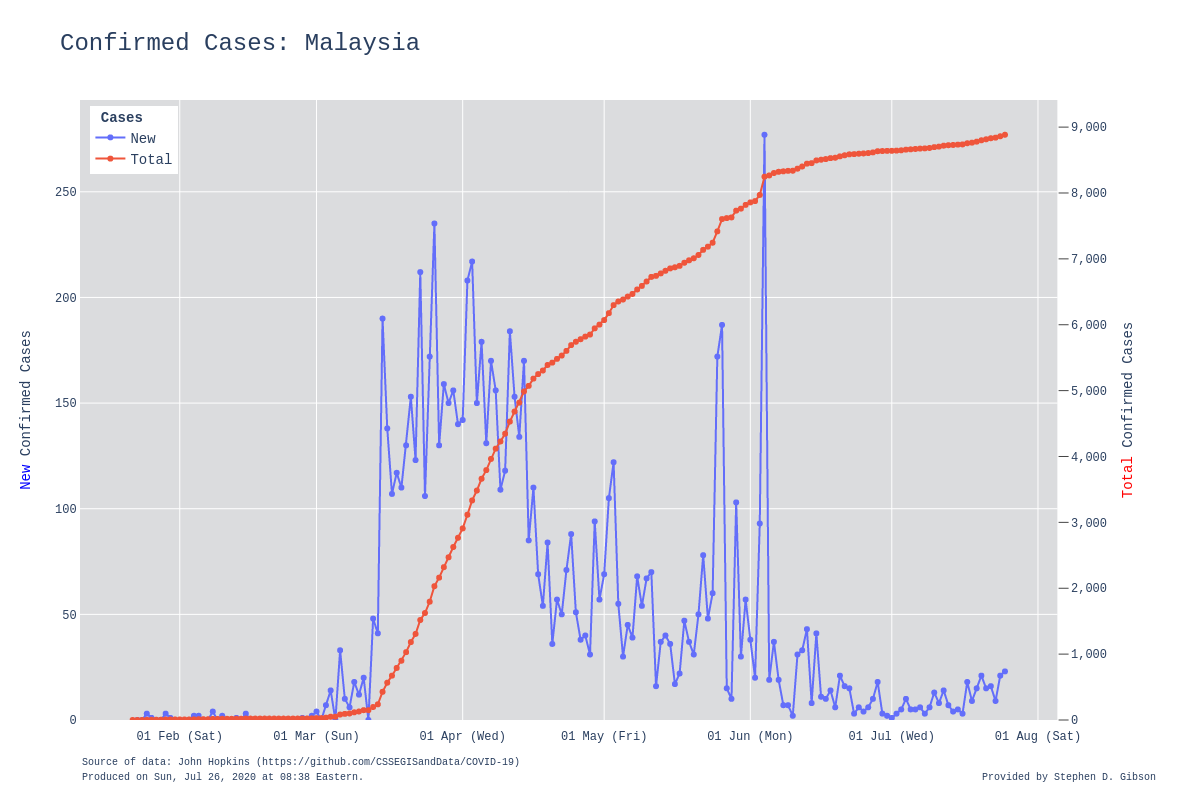 Confirmed Cases: Malaysia
Cases
New
Total
250
200
150
100
50
0
9,000
8,000
7,000
6,000
5,000
4,000
3,000
2,000
1,000
0
New Confirmed Cases
Total Confirmed Cases
01 Feb (Sat)
01 Mar (Sun)
01 Apr (Wed)
01 May (Fri)
01 Jun (Mon)
01 Jul (Wed)
01 Aug (Sat)
Source of data: John Hopkins (https://github.com/CSSEGISandData/COVID-19)
Produced on Sun, Jul 26, 2020 at 08:38 Eastern.
Provided by Stephen D. Gibson